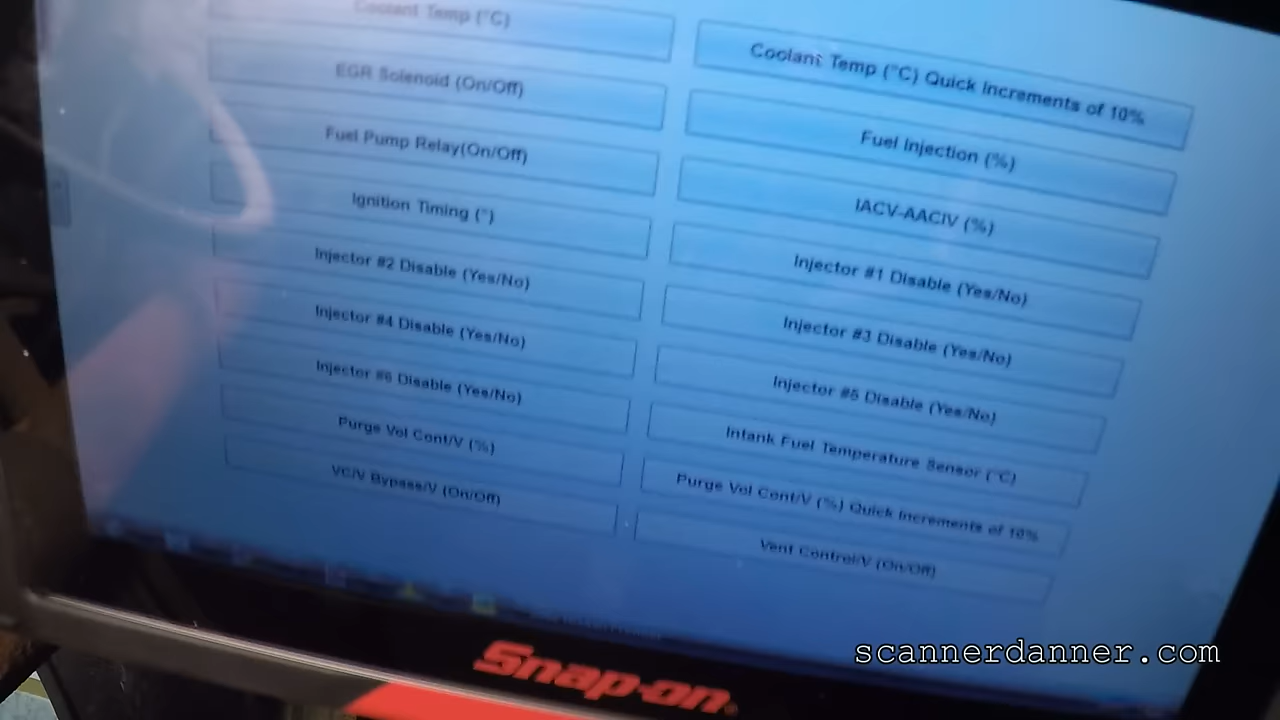 Coolant Temp (°C)
Coolant Temp (°C) Quick Increments of 10%
EGR Solenoid (On/Off)
Fuel Injection (%)
Fuel Pump Relay(On/Off)
IACV-AAC/V (%)
Ignition Timing (°)
Injector #1 Disable (Yes/No)
Injector #2 Disable (Yes/No)
Injector #3 Disable (Yes/No)
Injector #4 Disable (Yes/No)
Injector #5 Disable (Yes/No)
Injector #6 Disable (Yes/No)
Intank Fuel Temperature Sensor (°C)
Purge Vol Cont/V (%)
Purge Vol Cont/V (%) Quick Increments of 10%
VC/V Bypass/V (On/Off)
Vent Control/V (On/Off)
Snap-on
scannerdanner.com